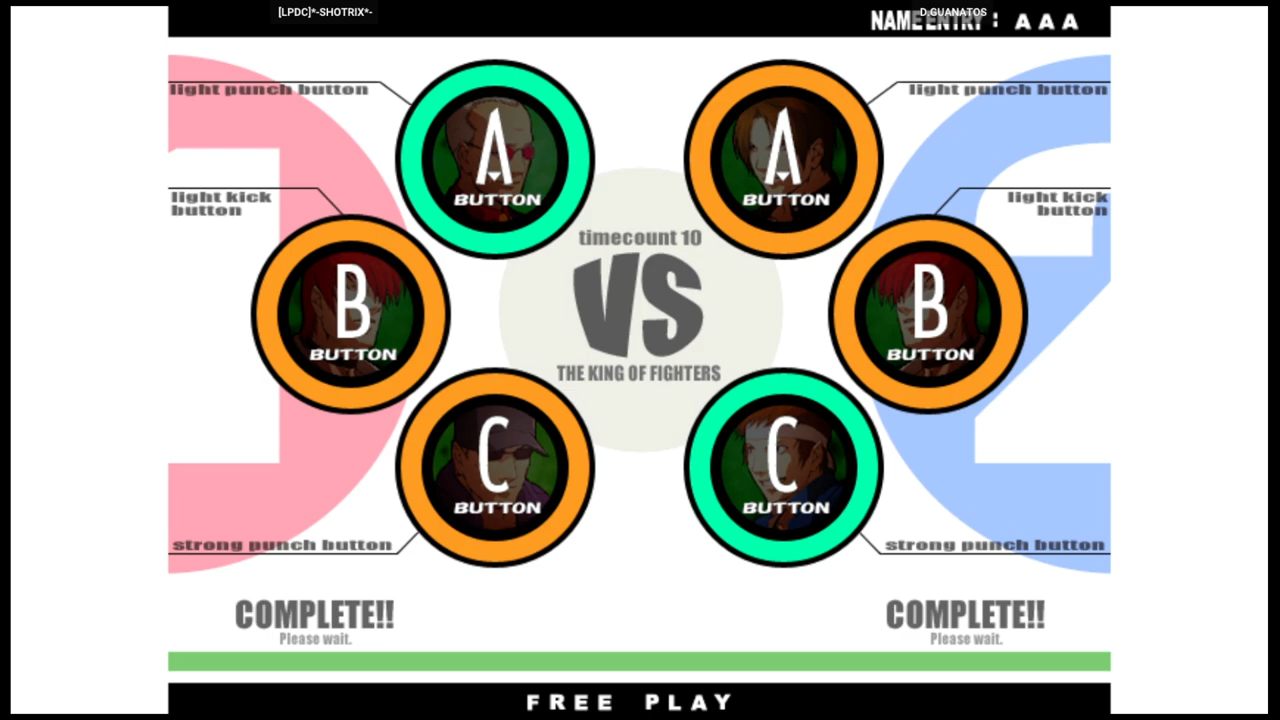 [LPDC]*-SHOTRIX*-
D.GUANATOS
NAME ENTRY : A A A
light punch button
light punch button
A
BUTTON
A
BUTTON
light kick
button
light kick
button
timecount 10
VS
THE KING OF FIGHTERS
B
BUTTON
B
BUTTON
C
BUTTON
C
BUTTON
strong punch button
strong punch button
COMPLETE!!
Please wait.
COMPLETE!!
Please wait.
FREE PLAY